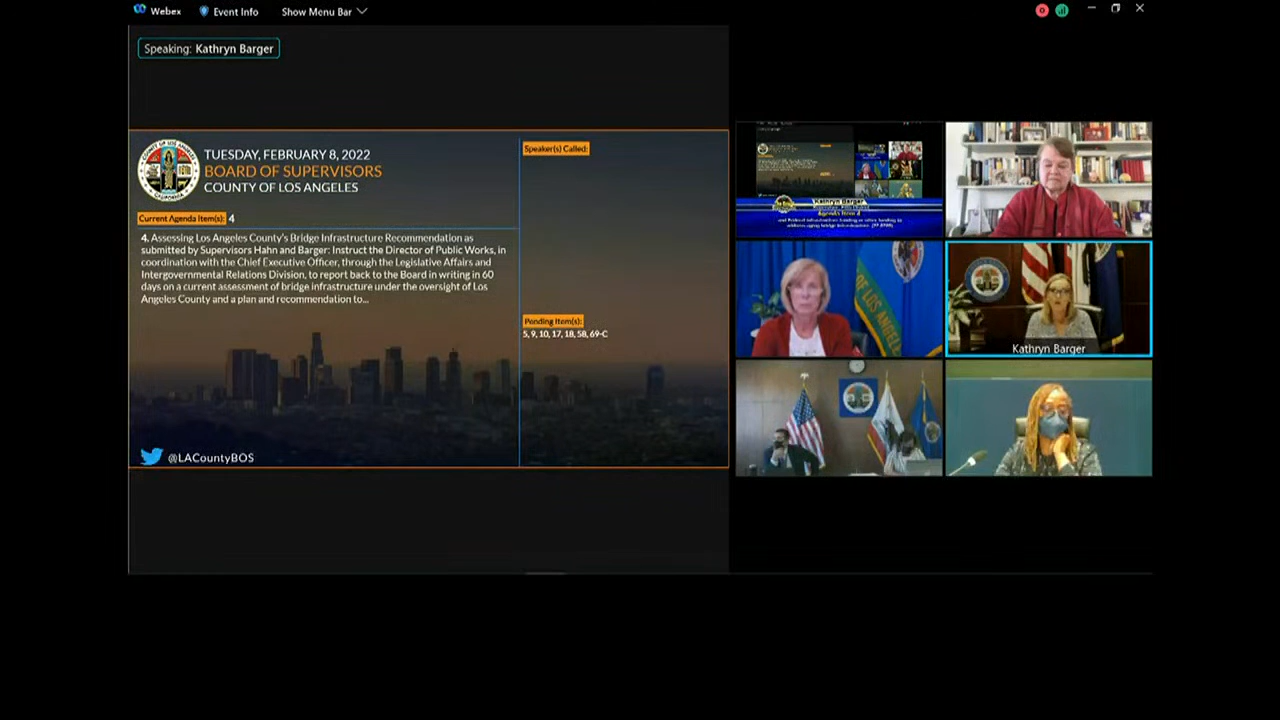 Webex
Event Info
Show Menu Bar
Speaking: Kathryn Barger
TUESDAY, FEBRUARY 8, 2022
BOARD OF SUPERVISORS
COUNTY OF LOS ANGELES
Current Agenda Item(s): 4
4. Assessing Los Angeles County's Bridge Infrastructure Recommendation as
submitted by Supervisors Hahn and Barger: Instruct the Director of Public Works, in
coordination with the Chief Executive Officer, through the Legislative Affairs and
Intergovernmental Relations Division, to report back to the Board in writing in 60
days on a current assessment of bridge infrastructure under the oversight of Los
Angeles County and a plan and recommendation to...
@LACountyBOS
Speaker(s) Called:
Pending Item(s):
5, 9, 10, 17, 18, 58, 69-C
Kathryn Barger
Agenda Item 4
Kathryn Barger